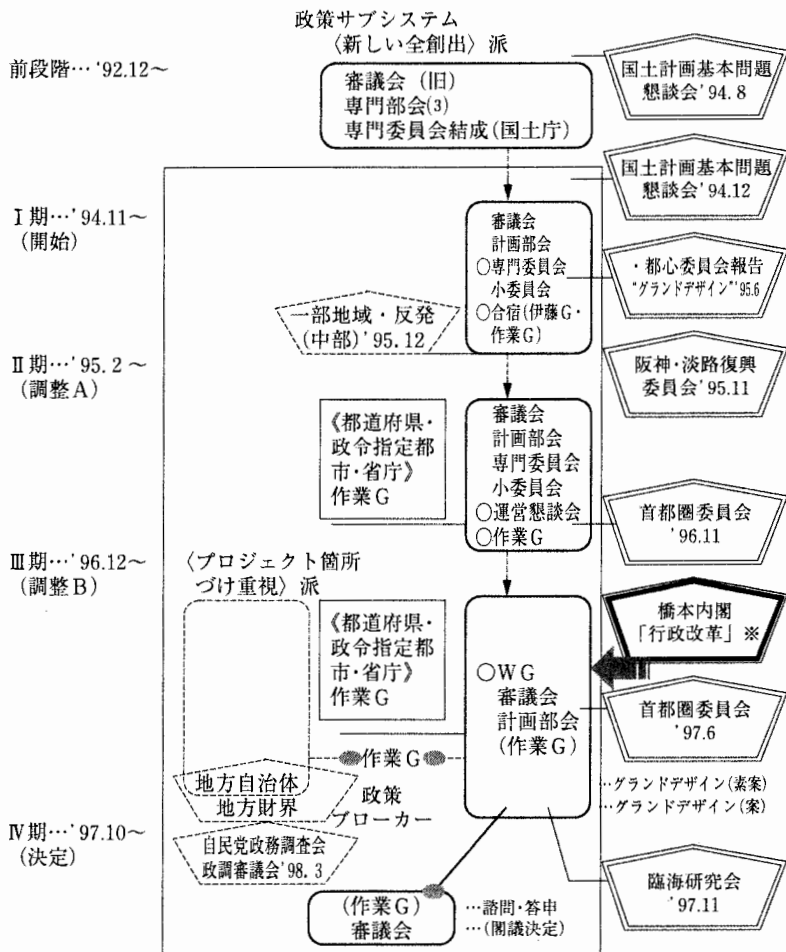 政策サブシステム
〈新しい全創出〉派
前段階…'92.12～
審議会（旧）
専門部会(3)
専門委員会結成(国土庁)
国土計画基本問題
懇談会'94.8
国土計画基本問題
懇談会'94.12
Ⅰ期…'94.11～
（開始）
審議会
計画部会
○専門委員会
小委員会
○合宿(伊藤G・
作業G)
・都心委員会報告
"グランドデザイン"'95.6
一部地域・反発
(中部)'95.12
Ⅱ期…'95.2～
（調整A）
阪神・淡路復興
委員会'95.11
《都道府県・
政令指定都
市・省庁》
作業G
審議会
計画部会
専門委員会
小委員会
○運営懇談会
○作業G
首都圏委員会
'96.11
Ⅲ期…'96.12～
（調整B）
〈プロジェクト箇所
づけ重視〉派
《都道府県・
政令指定都
市・省庁》
作業G
○WG
審議会
計画部会
(作業G)
橋本内閣
「行政改革」※
首都圏委員会
'97.6
作業G
地方自治体
地方財界
政策
ブローカー
…グランドデザイン(素案)
…グランドデザイン(案)
Ⅳ期…'97.10～
（決定）
自民党政務調査会
政調審議会'98.3
臨海研究会
'97.11
(作業G)
審議会
…諮問・答申
…(閣議決定)